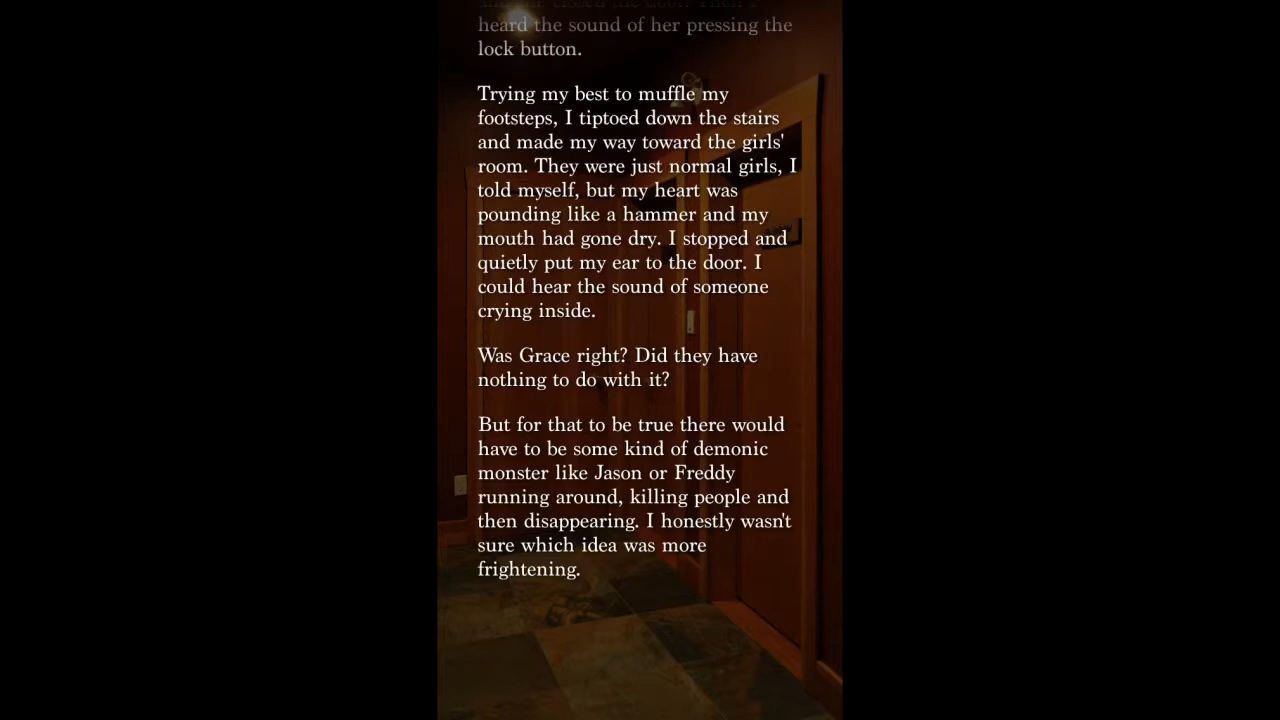 heard the sound of her pressing the
lock button.
Trying my best to muffle my
footsteps, I tiptoed down the stairs
and made my way toward the girls'
room. They were just normal girls, I
told myself, but my heart was
pounding like a hammer and my
mouth had gone dry. I stopped and
quietly put my ear to the door. I
could hear the sound of someone
crying inside.
Was Grace right? Did they have
nothing to do with it?
But for that to be true there would
have to be some kind of demonic
monster like Jason or Freddy
running around, killing people and
then disappearing. I honestly wasn't
sure which idea was more
frightening.